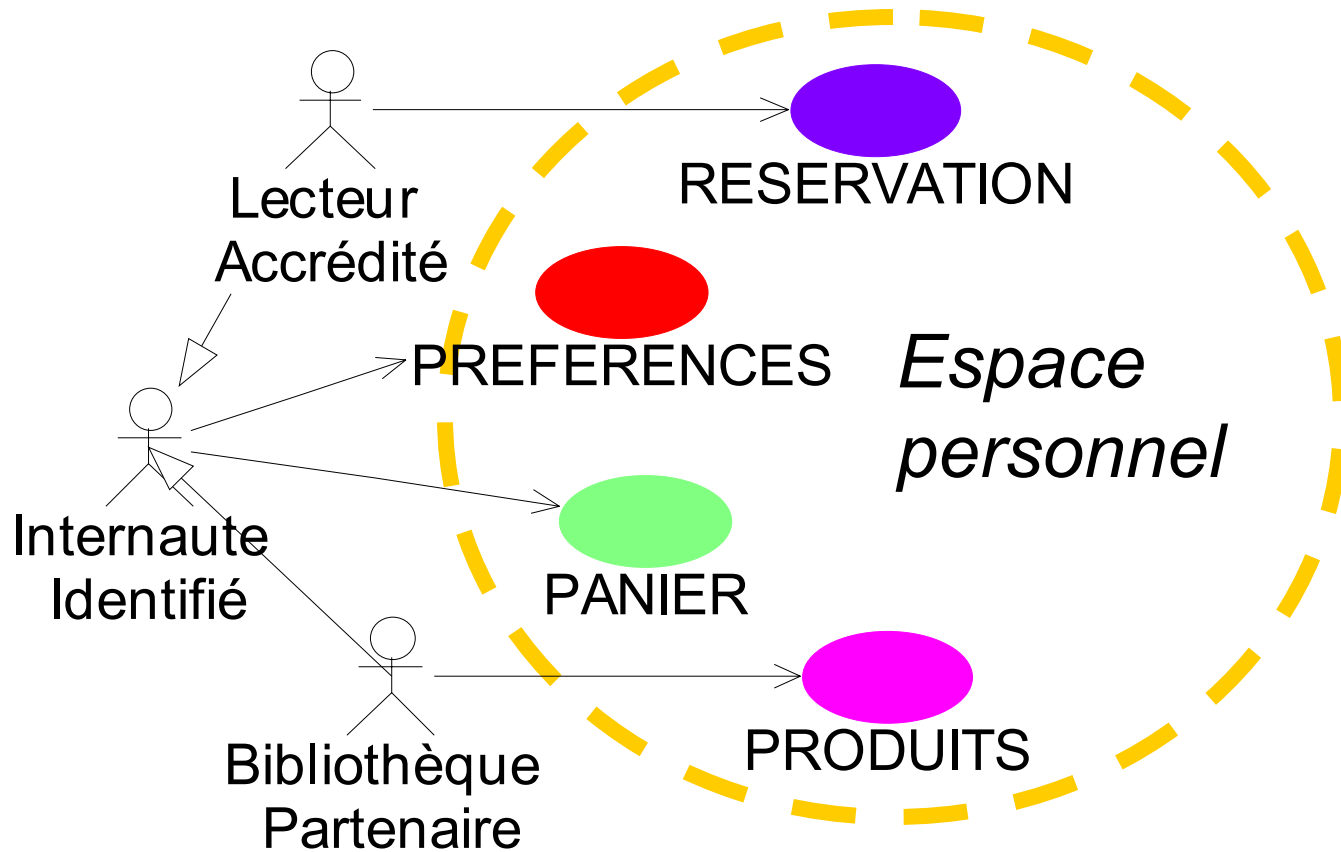 RESERVATION
Lecteur
Accrédité
PREFERENCES
Espace
personnel
Internaute
Identifié
PANIER
Bibliothèque
Partenaire
PRODUITS